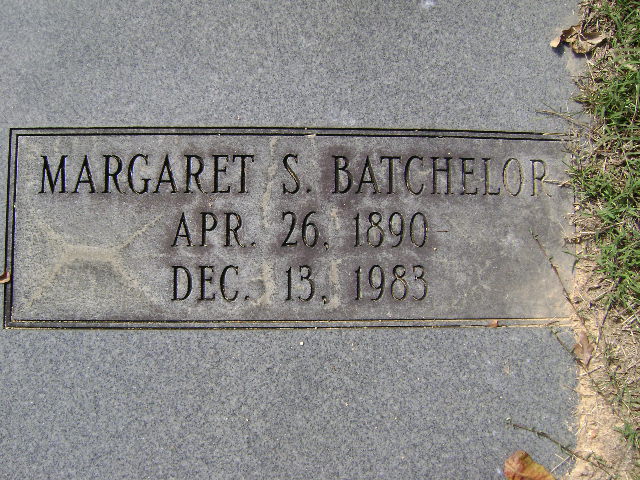 MARGARET S. BATCHELOR
APR. 26, 1890
DEC. 13, 1983